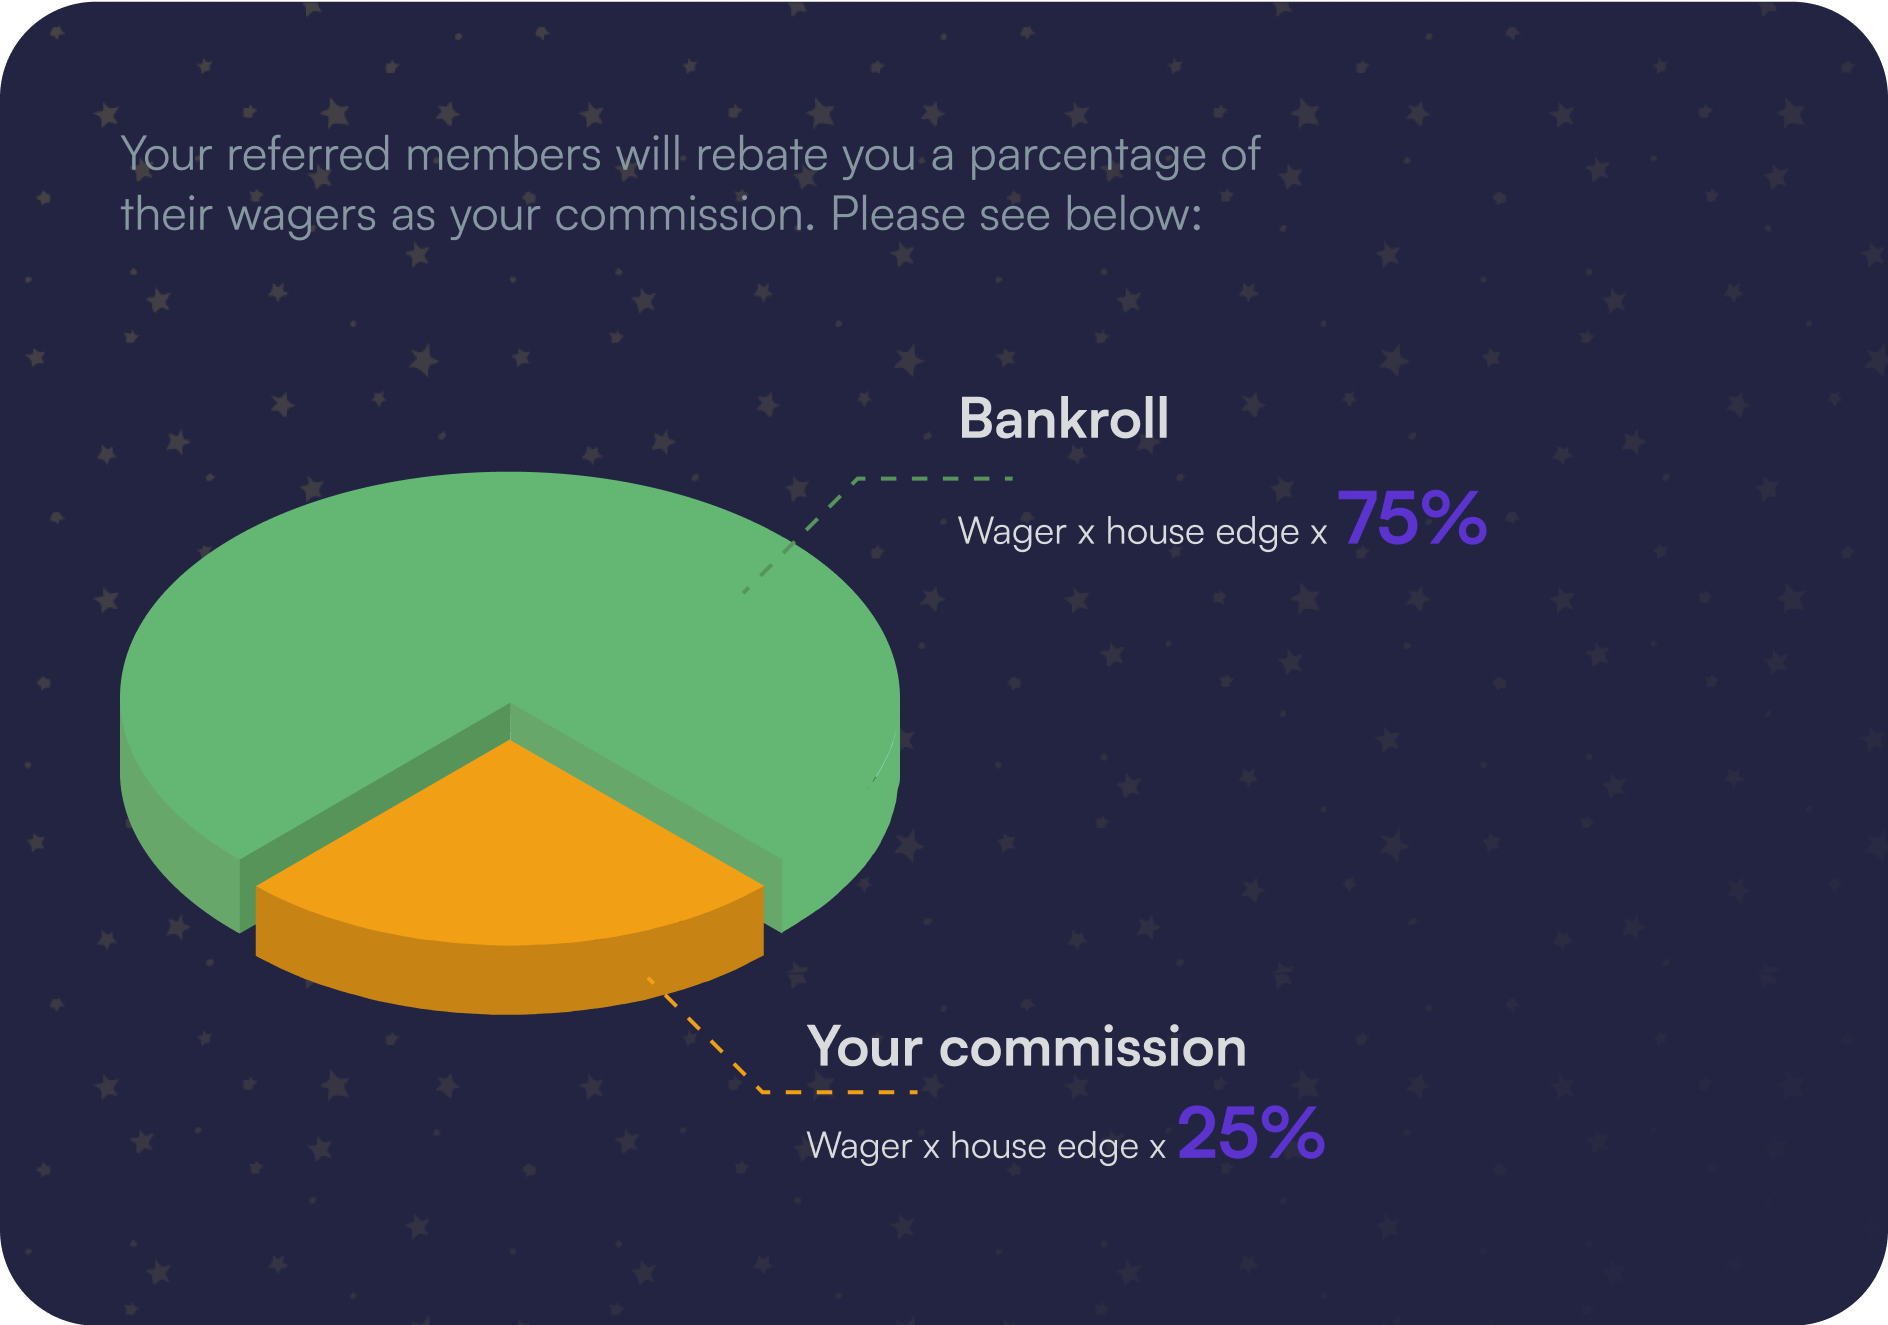 Your referred members will rebate you a parcentage of
their wagers as your commission. Please see below:
Bankroll
Wager x house edge x 75%
Your commission
Wager x house edge x 25%